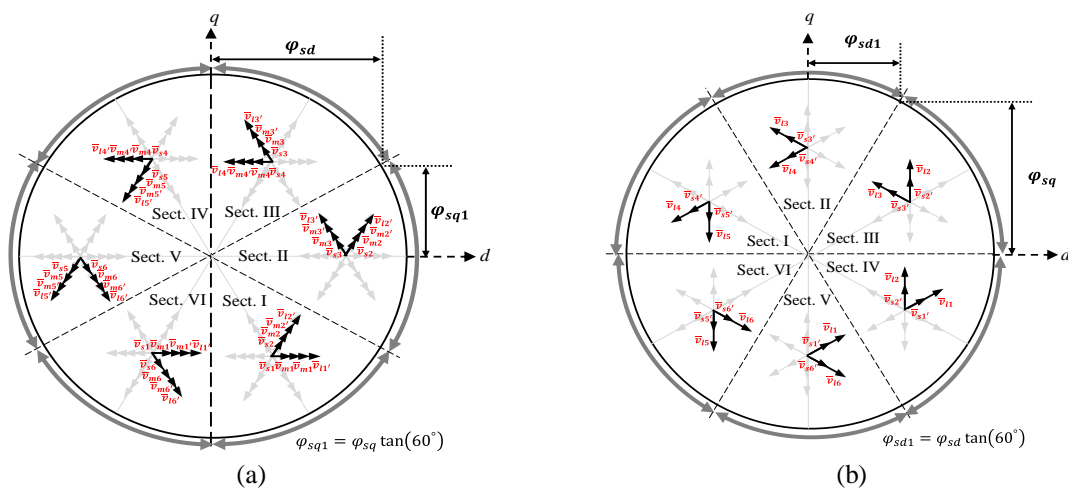 q
φ_sd
v̄_l3′
v̄_m3′
v̄_m3
v̄_s3
v̄_l4′ v̄_m4′ v̄_m4 v̄_s4
v̄_l4′ v̄_m4′ v̄_m4 v̄_s4
v̄_s5
v̄_m5
v̄_m5′
v̄_l5′
Sect. IV
Sect. III
φ_sq1
v̄_l3′
v̄_m3′
v̄_m3
v̄_s3
v̄_l2′
v̄_m2′
v̄_m2
v̄_s2
Sect. V
Sect. II
d
v̄_s5
v̄_m5
v̄_m5′
v̄_l5′
v̄_s6
v̄_m6
v̄_m6′
v̄_l6′
Sect. VI
Sect. I
v̄_l2′
v̄_m2′
v̄_m2
v̄_s2
v̄_s1 v̄_m1 v̄_m1′ v̄_l1′
v̄_s6
v̄_m6
v̄_m6′
v̄_l6′
v̄_s1 v̄_m1 v̄_m1 v̄_l1′
φ_sq1 = φ_sq tan(60°)
(a)
q
φ_sd1
v̄_l3
v̄_s3′
v̄_s4′
v̄_l4
v̄_l2
v̄_l3
v̄_s2′
v̄_s3′
φ_sq
v̄_s4′
v̄_l4
v̄_s5′
v̄_l5
Sect. II
Sect. I
Sect. III
d
Sect. VI
Sect. IV
Sect. V
v̄_l2
v̄_l1
v̄_s2′
v̄_s1′
v̄_s6′
v̄_s5′
v̄_l6
v̄_l5
v̄_l1
v̄_s1′
v̄_s6′
v̄_l6
φ_sd1 = φ_sd tan(60°)
(b)